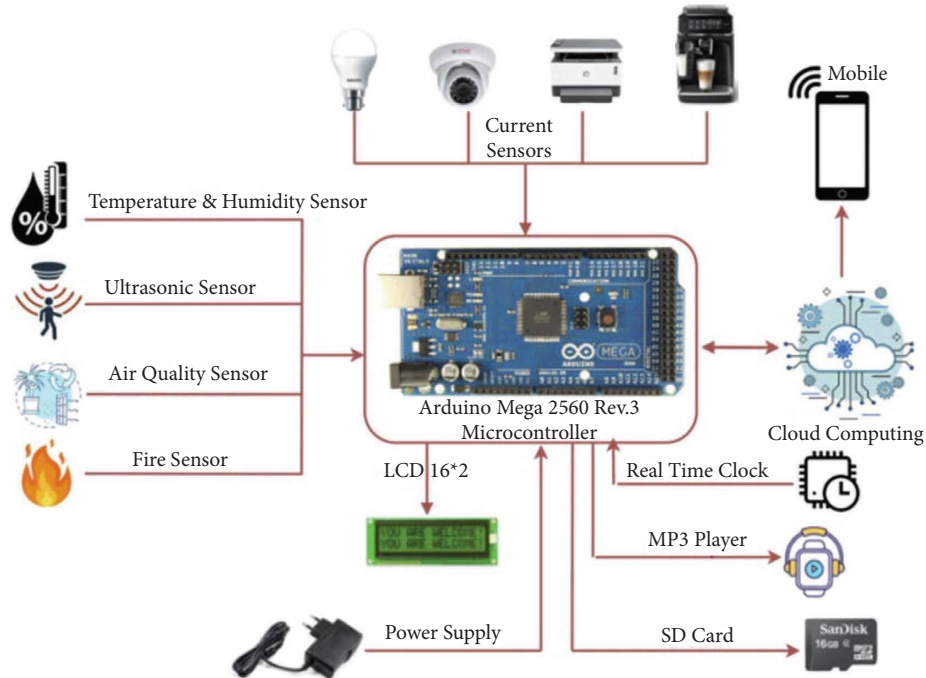 Mobile
Current
Sensors
Temperature & Humidity Sensor
Ultrasonic Sensor
Air Quality Sensor
Fire Sensor
MEGA
ARDUINO
Arduino Mega 2560 Rev.3
Microcontroller
Cloud Computing
LCD 16*2
Real Time Clock
YOU ARE WELCOME!
YOU ARE WELCOME!
MP3 Player
Power Supply
SD Card
SanDisk
16GB
%